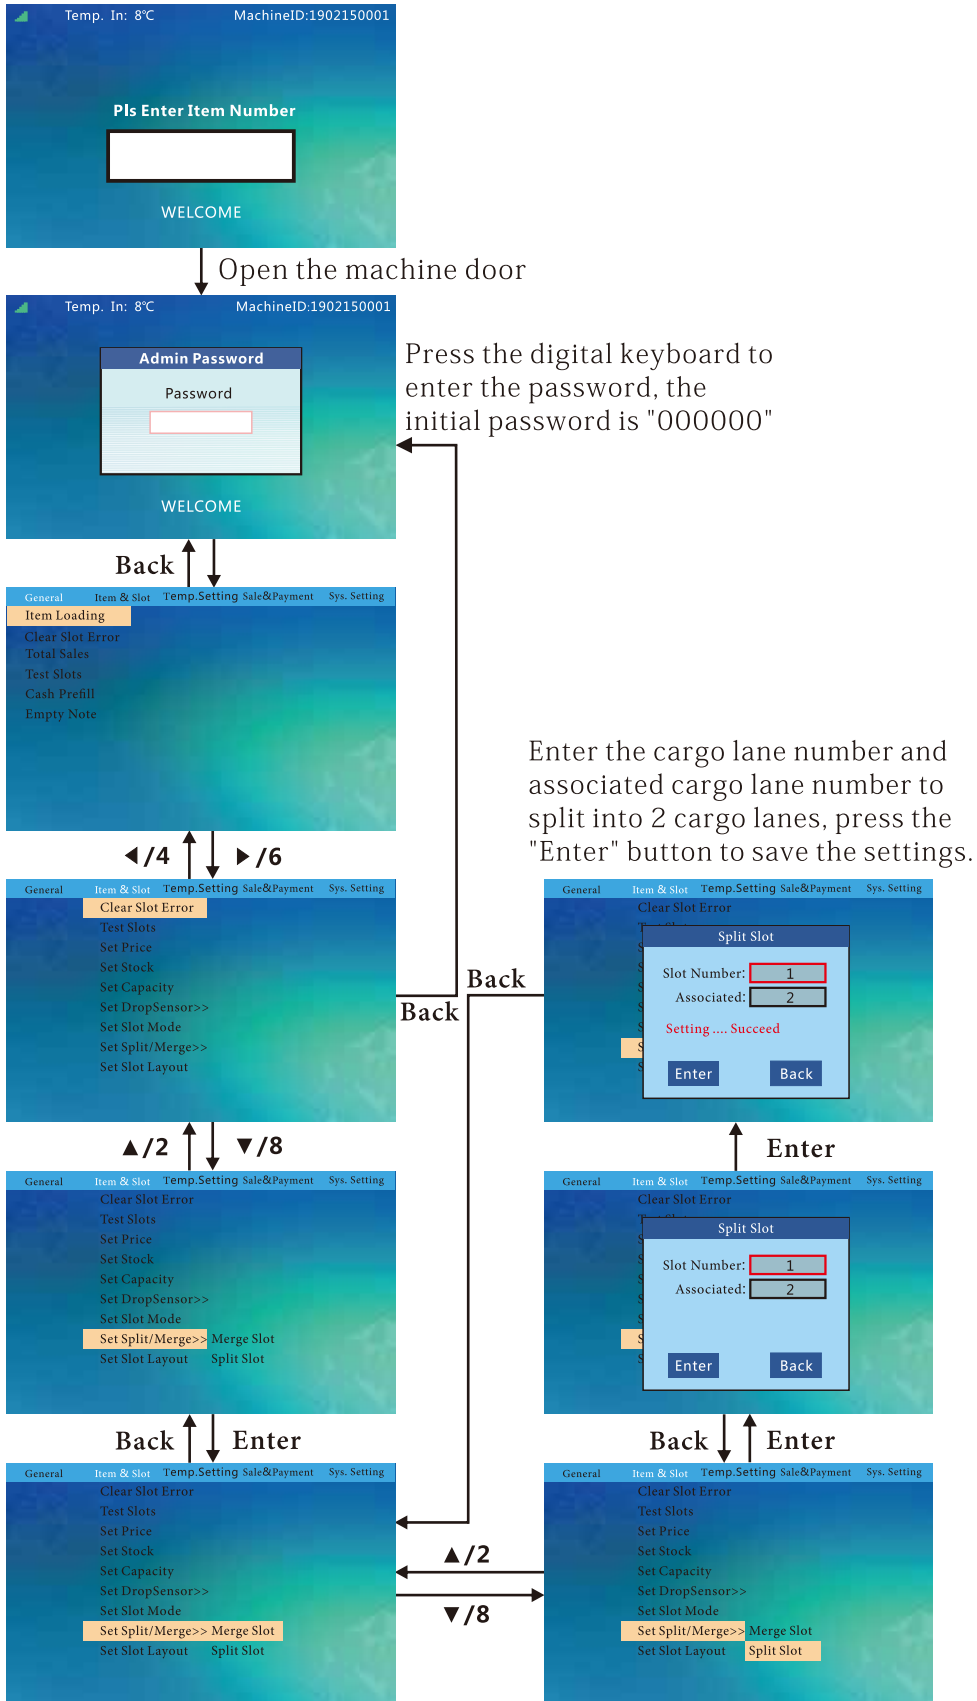 Temp. In: 8℃ MachineID:1902150001
Pls Enter Item Number
WELCOME
Open the machine door
Temp. In: 8℃ MachineID:1902150001
Admin Password
Password
WELCOME
Press the digital keyboard to
enter the password, the
initial password is "000000"
Back
General Item & Slot Temp.Setting Sale&Payment Sys. Setting
Item Loading
Clear Slot Error
Total Sales
Test Slots
Cash Prefill
Empty Note
◀/4 ▶/6
General Item & Slot Temp.Setting Sale&Payment Sys. Setting
Clear Slot Error
Test Slots
Set Price
Set Stock
Set Capacity
Set DropSensor>>
Set Slot Mode
Set Split/Merge>>
Set Slot Layout
Back
▲/2 ▼/8
General Item & Slot Temp.Setting Sale&Payment Sys. Setting
Clear Slot Error
Test Slots
Set Price
Set Stock
Set Capacity
Set DropSensor>>
Set Slot Mode
Set Split/Merge>> Merge Slot
Set Slot Layout Split Slot
Back Enter
General Item & Slot Temp.Setting Sale&Payment Sys. Setting
Clear Slot Error
Test Slots
Set Price
Set Stock
Set Capacity
Set DropSensor>>
Set Slot Mode
Set Split/Merge>> Merge Slot
Set Slot Layout Split Slot
▲/2
▼/8
Enter the cargo lane number and
associated cargo lane number to
split into 2 cargo lanes, press the
"Enter" button to save the settings.
General Item & Slot Temp.Setting Sale&Payment Sys. Setting
Clear Slot Error
Split Slot
Slot Number: 1
Associated: 2
Setting .... Succeed
Enter Back
Back
Enter
General Item & Slot Temp.Setting Sale&Payment Sys. Setting
Clear Slot Error
Split Slot
Slot Number: 1
Associated: 2
Enter Back
Back Enter
General Item & Slot Temp.Setting Sale&Payment Sys. Setting
Clear Slot Error
Test Slots
Set Price
Set Stock
Set Capacity
Set DropSensor>>
Set Slot Mode
Set Split/Merge>> Merge Slot
Set Slot Layout Split Slot